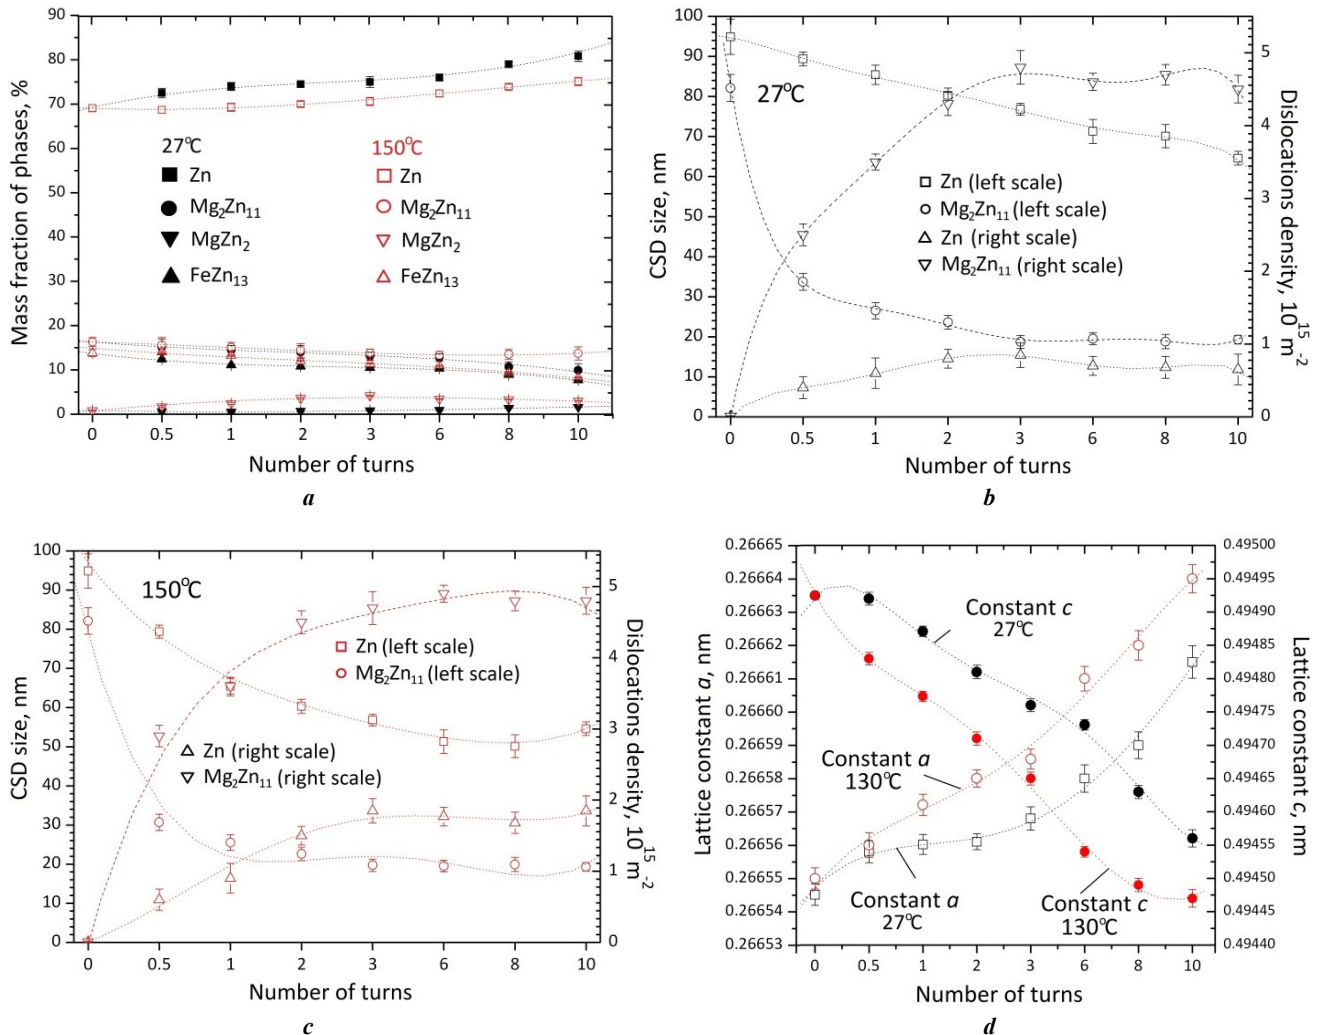 90
80
70
60
50
40
30
20
10
0
Mass fraction of phases, %
27°C
150°C
Zn
Zn
Mg2Zn11
Mg2Zn11
MgZn2
MgZn2
FeZn13
FeZn13
0 0.5 1 2 3 6 8 10
Number of turns
a
100
90
80
70
60
50
40
30
20
10
0
CSD size, nm
27°C
Zn (left scale)
Mg2Zn11 (left scale)
Zn (right scale)
Mg2Zn11 (right scale)
5
4
3
2
1
0
Dislocations density, 10^15 m^-2
0 0.5 1 2 3 6 8 10
Number of turns
b
100
90
80
70
60
50
40
30
20
10
0
CSD size, nm
150°C
Zn (left scale)
Mg2Zn11 (left scale)
Zn (right scale)
Mg2Zn11 (right scale)
5
4
3
2
1
0
Dislocations density, 10^15 m^-2
0 0.5 1 2 3 6 8 10
Number of turns
c
0.26665
0.26664
0.26663
0.26662
0.26661
0.26660
0.26659
0.26658
0.26657
0.26656
0.26655
0.26654
0.26653
Lattice constant a, nm
Constant c
27°C
Constant a
130°C
Constant a
27°C
Constant c
130°C
0.49500
0.49495
0.49490
0.49485
0.49480
0.49475
0.49470
0.49465
0.49460
0.49455
0.49450
0.49445
0.49440
Lattice constant c, nm
0 0.5 1 2 3 6 8 10
Number of turns
d